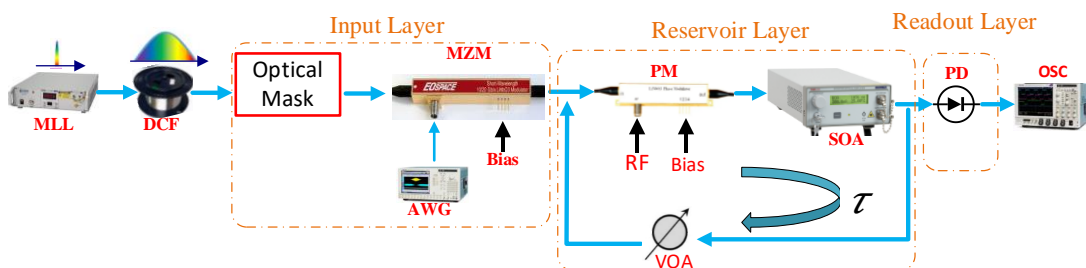 Input Layer
Reservoir Layer
Readout Layer
MZM
PM
PD
OSC
Optical
Mask
EOSPACE
MLL
DCF
SOA
Bias
RF
Bias
AWG
τ
VOA